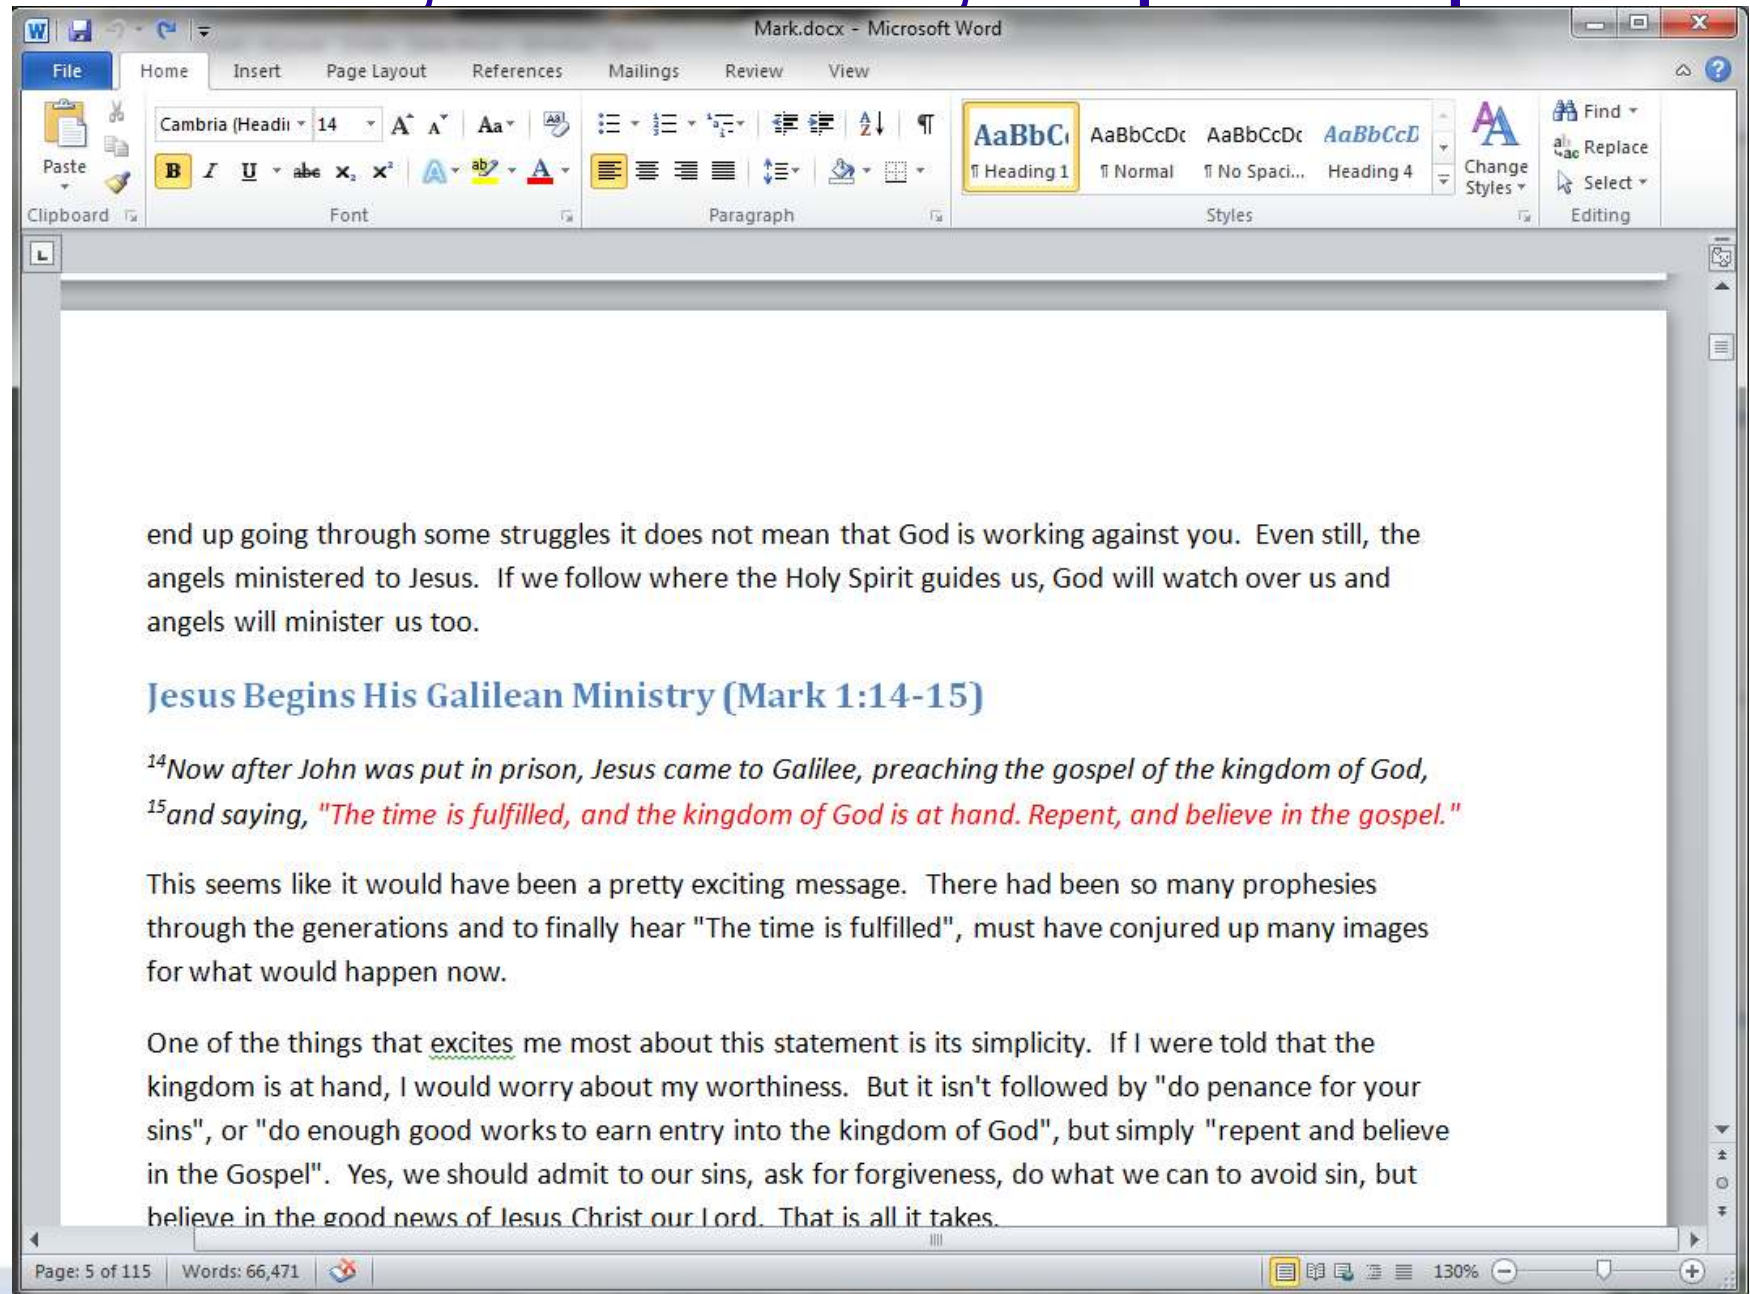 Mark.docx - Microsoft Word
File Home Insert Page Layout References Mailings Review View
Cambria (Headi 14 Aa Find
Paste B I U abc x₂ x² A Replace
AaBbC AaBbCcDc AaBbCcDc AaBbCcD
¶ Heading 1 ¶ Normal ¶ No Spaci... Heading 4 Change Styles Select
Clipboard Font Paragraph Styles Editing
end up going through some struggles it does not mean that God is working against you. Even still, the
angels ministered to Jesus. If we follow where the Holy Spirit guides us, God will watch over us and
angels will minister us too.
Jesus Begins His Galilean Ministry (Mark 1:14-15)
¹⁴Now after John was put in prison, Jesus came to Galilee, preaching the gospel of the kingdom of God,
¹⁵and saying, "The time is fulfilled, and the kingdom of God is at hand. Repent, and believe in the gospel."
This seems like it would have been a pretty exciting message. There had been so many prophesies
through the generations and to finally hear "The time is fulfilled", must have conjured up many images
for what would happen now.
One of the things that excites me most about this statement is its simplicity. If I were told that the
kingdom is at hand, I would worry about my worthiness. But it isn't followed by "do penance for your
sins", or "do enough good works to earn entry into the kingdom of God", but simply "repent and believe
in the Gospel". Yes, we should admit to our sins, ask for forgiveness, do what we can to avoid sin, but
believe in the good news of Jesus Christ our Lord. That is all it takes.
Page: 5 of 115 Words: 66,471 130%